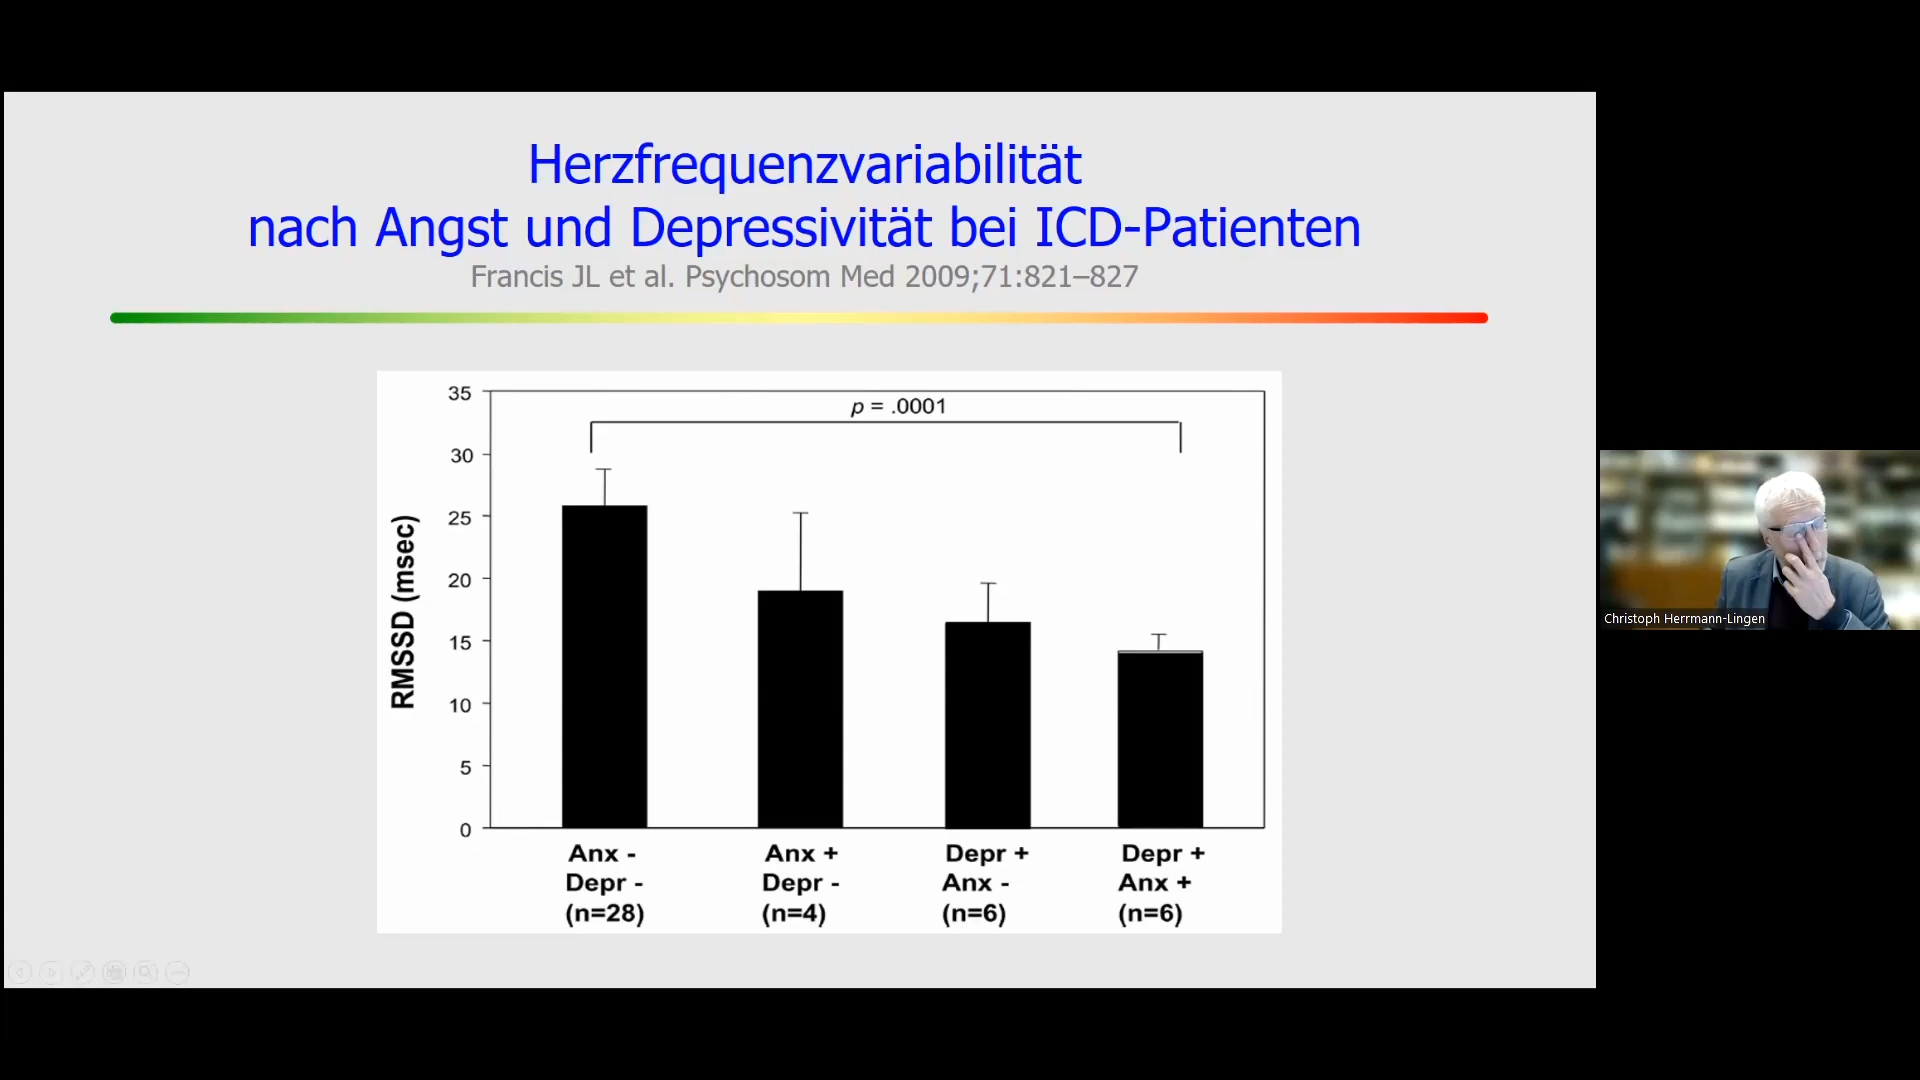 Herzfrequenzvariabilität
nach Angst und Depressivität bei ICD-Patienten
Francis JL et al. Psychosom Med 2009;71:821–827
35
30
25
20
15
10
5
0
RMSSD (msec)
p = .0001
Anx -
Depr -
(n=28)
Anx +
Depr -
(n=4)
Depr +
Anx -
(n=6)
Depr +
Anx +
(n=6)
Christoph Herrmann-Lingen